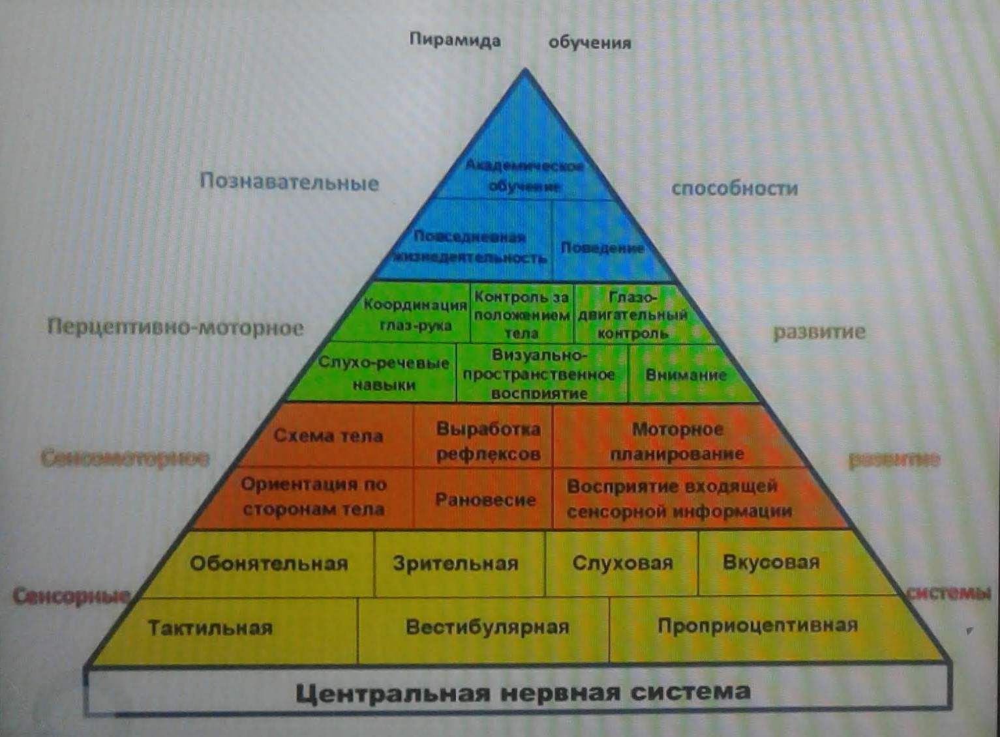 Пирамида обучения
Академическое
обучение
Познавательные способности
Повседневная
жизнедеятельность
Поведение
Координация
глаз-рука
Контроль за
положением
тела
Глазо-
двигательный
контроль
Перцептивно-моторное развитие
Слухо-речевые
навыки
Визуально-
пространственное
восприятие
Внимание
Схема тела
Выработка
рефлексов
Моторное
планирование
Сенсомоторное развитие
Ориентация по
сторонам тела
Рановесие
Восприятие входящей
сенсорной информации
Обонятельная
Зрительная
Слуховая
Вкусовая
Сенсорные системы
Тактильная
Вестибулярная
Проприоцептивная
Центральная нервная система